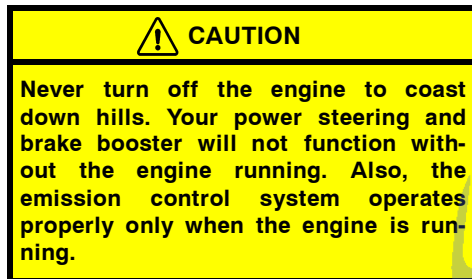 CAUTION
Never turn off the engine to coast
down hills. Your power steering and
brake booster will not function with-
out the engine running. Also, the
emission control system operates
properly only when the engine is run-
ning.